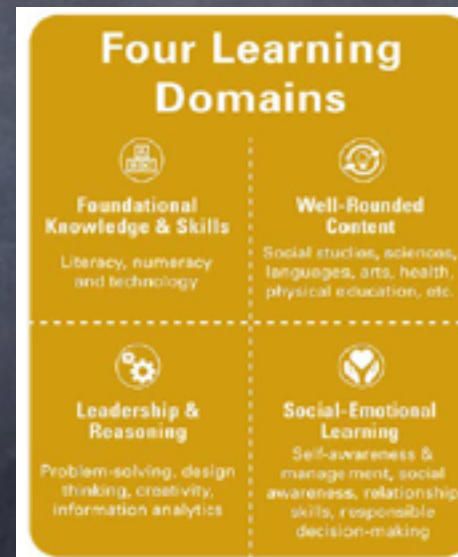 Four Learning
Domains
Foundational
Knowledge & Skills
Literacy, numeracy
and technology
Well-Rounded
Content
Social studies, sciences,
languages, arts, health,
physical education, etc.
Leadership &
Reasoning
Problem-solving, design
thinking, creativity,
information analytics
Social-Emotional
Learning
Self-awareness &
management, social
awareness, relationship
skills, responsible
decision-making